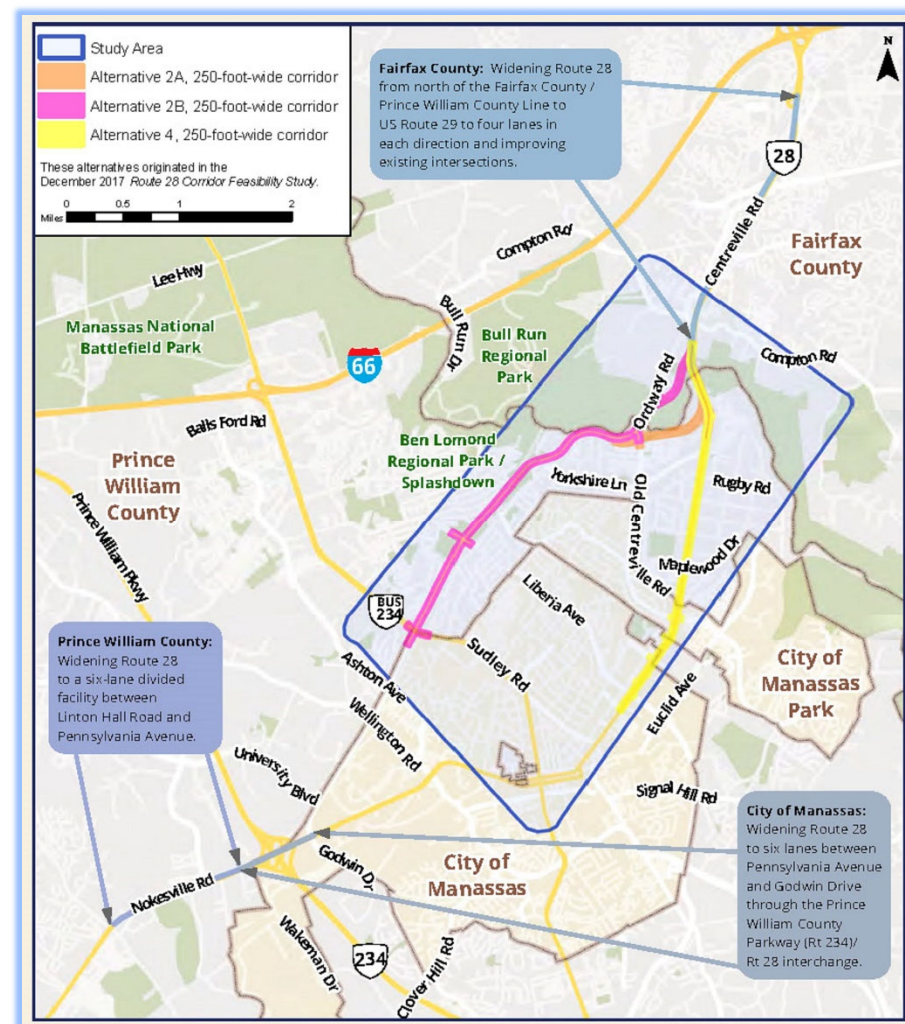 Study Area
Alternative 2A, 250-foot-wide corridor
Alternative 2B, 250-foot-wide corridor
Alternative 4, 250-foot-wide corridor
These alternatives originated in the
December 2017 Route 28 Corridor Feasibility Study.
0 0.5 1 2
Miles
Fairfax County: Widening Route 28
from north of the Fairfax County /
Prince William County Line to
US Route 29 to four lanes in
each direction and improving
existing intersections.
N
28
Centreville Rd
Fairfax
County
Compton Rd
Lee Hwy
Manassas National
Battlefield Park
Bull Run Dr
Bull Run
Regional
Park
66
Compton Rd
Ordway Rd
Balls Ford Rd
Ben Lomond
Regional Park /
Splashdown
Prince
William
County
Yorkshire Ln
Old Centreville Rd
Rugby Rd
Prince William Pkwy
Maplewood Dr
Liberia Ave
BUS
234
Sudley Rd
City of
Manassas
Park
Euclid Ave
Ashton Ave
Wellington Rd
Prince William County:
Widening Route 28
to a six-lane divided
facility between
Linton Hall Road and
Pennsylvania Avenue.
University Blvd
Signal Hill Rd
City of Manassas:
Widening Route 28
to six lanes between
Pennsylvania Avenue
and Godwin Drive
through the Prince
William County
Parkway (Rt 234)/
Rt 28 interchange.
Godwin Dr
City of
Manassas
Nokesville Rd
Wakeman Dr
234
Clover Hill Rd